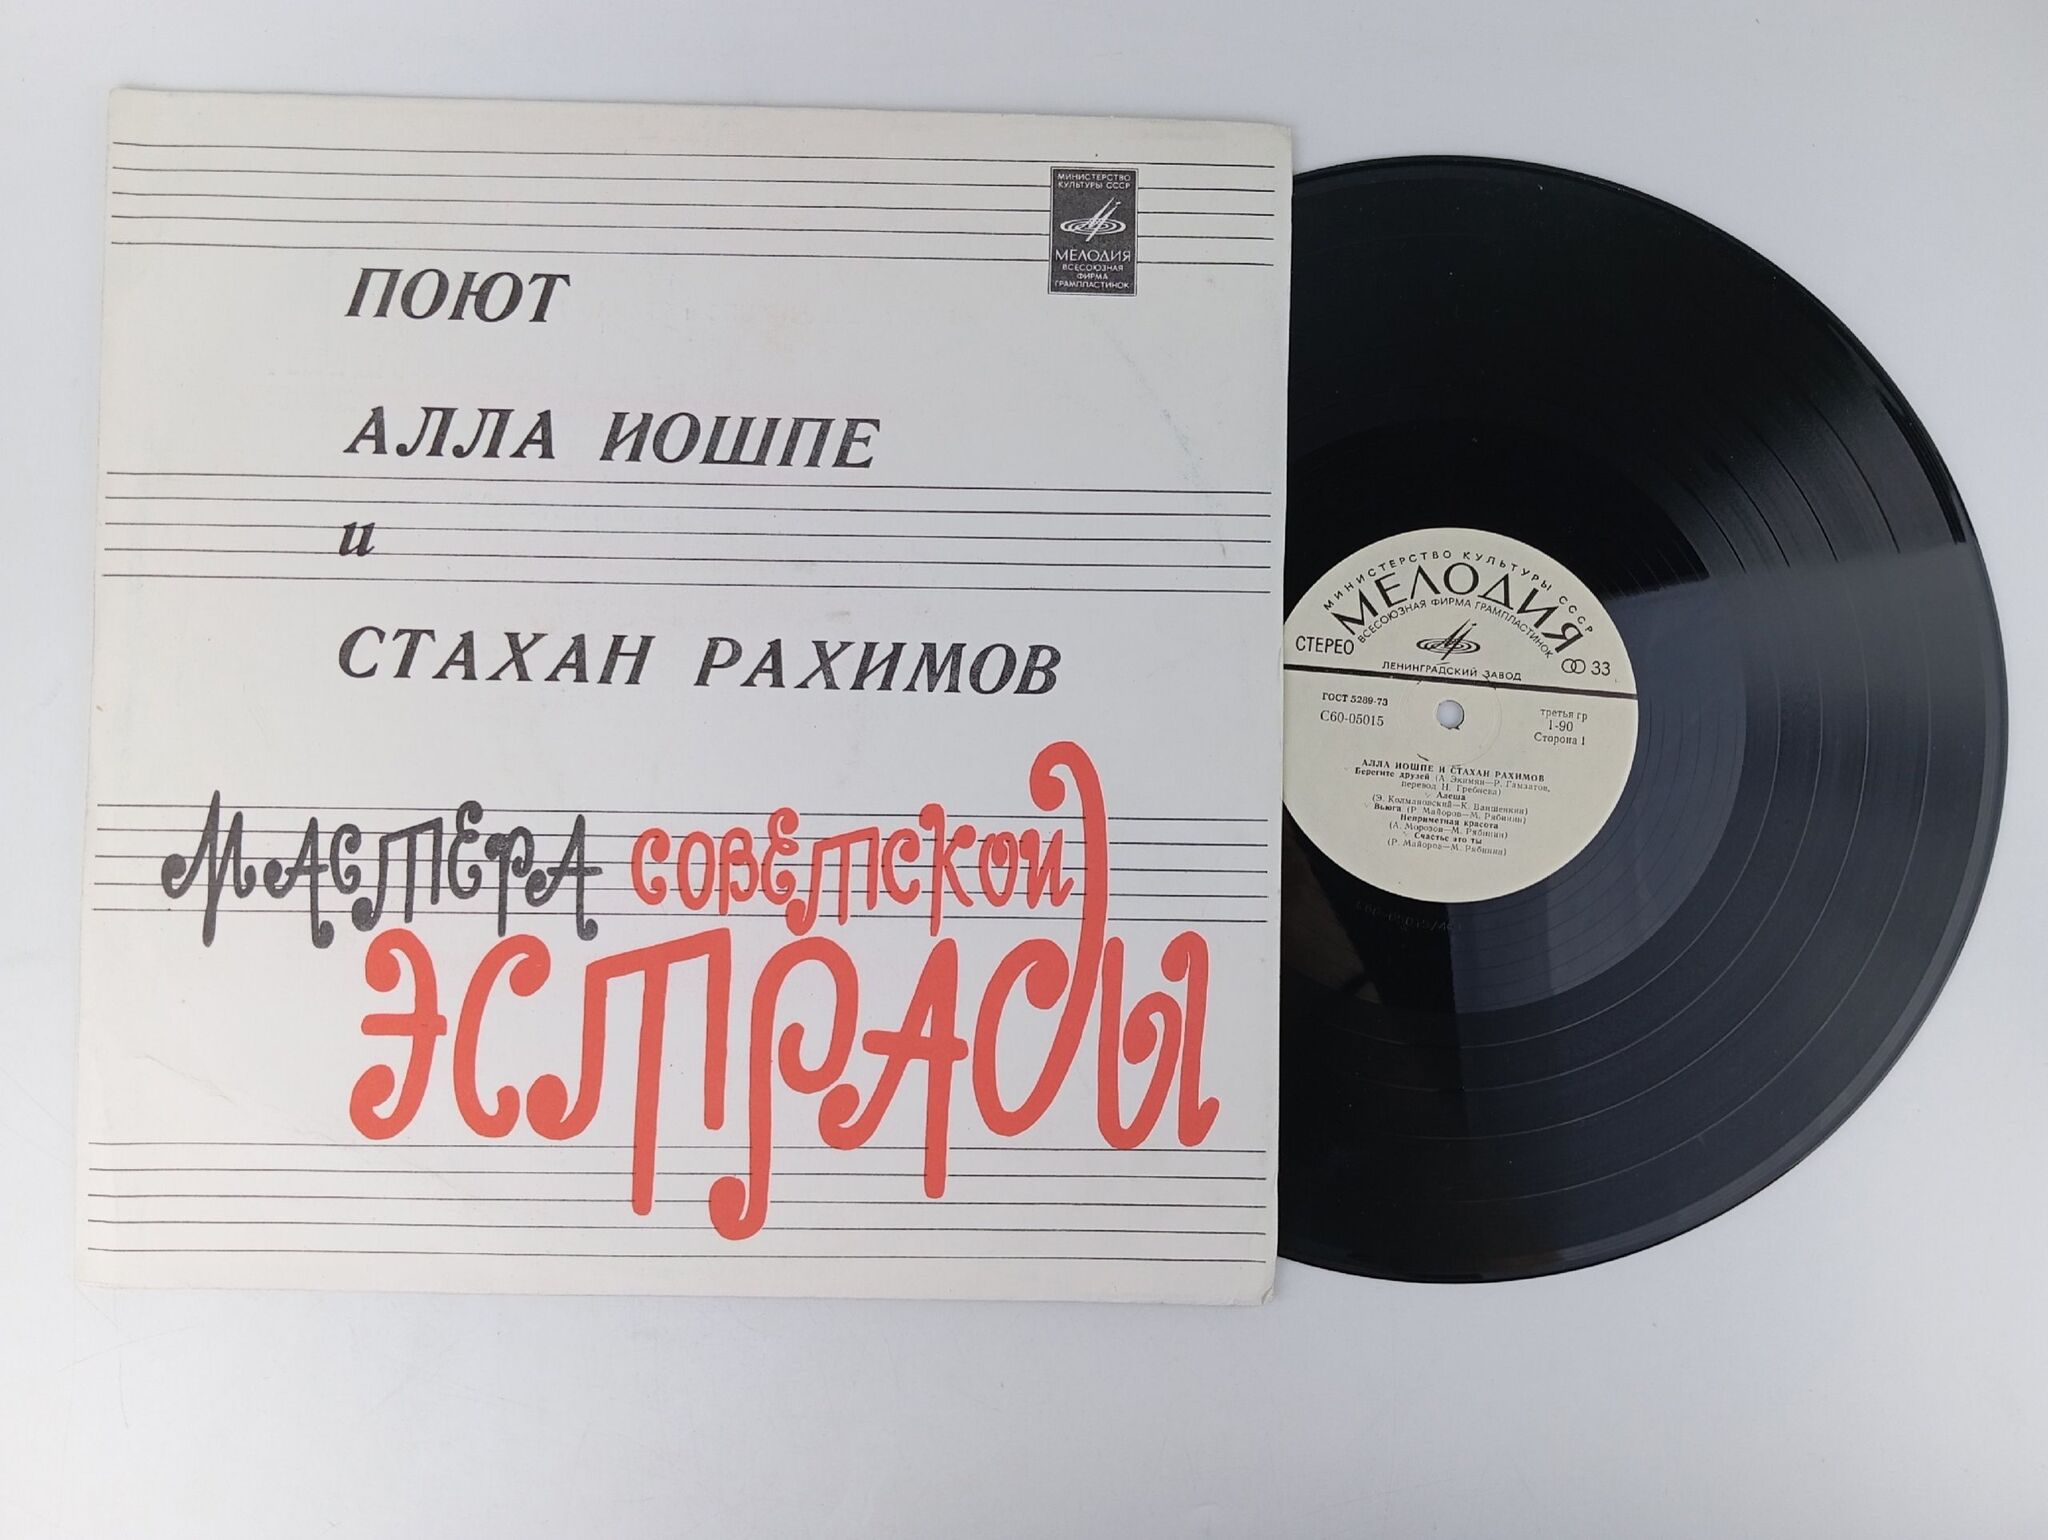 МИНИСТЕРСТВО
КУЛЬТУРЫ СССР
МЕЛОДИЯ
ВСЕСОЮЗНАЯ
ФИРМА
ГРАМПЛАСТИНОК
ПОЮТ
АЛЛА ИОШПЕ
и
СТАХАН РАХИМОВ
МАСТЕРА СОВЕТСКОЙ
ЭСТРАДЫ
МИНИСТЕРСТВО КУЛЬТУРЫ СССР
МЕЛОДИЯ
ВСЕСОЮЗНАЯ ФИРМА ГРАМПЛАСТИНОК
СТЕРЕО
33
ЛЕНИНГРАДСКИЙ ЗАВОД
ГОСТ 5289-73
С60-05015
третья гр
1-90
Сторона 1
АЛЛА ИОШПЕ И СТАХАН РАХИМОВ
Берегите друзей (А. Экимян—Р. Гамзатов,
перевод Н. Гребнева)
Алеша
(Э. Колмановский—К. Ваншенкин)
Вьюга (Р. Майоров—М. Рябинин)
Неприметная красота
(А. Морозов—М. Рябинин)
Счастье это ты
(Р. Майоров—М. Рябинин)